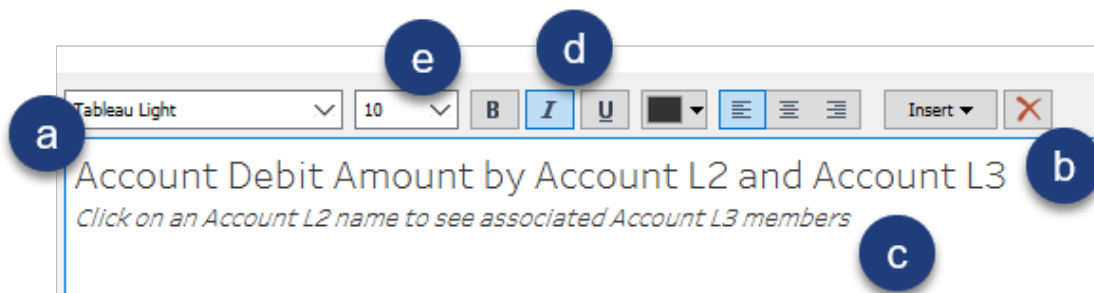 e
d
a
Tableau Light 10 B I U Insert
b
Account Debit Amount by Account L2 and Account L3
Click on an Account L2 name to see associated Account L3 members
c